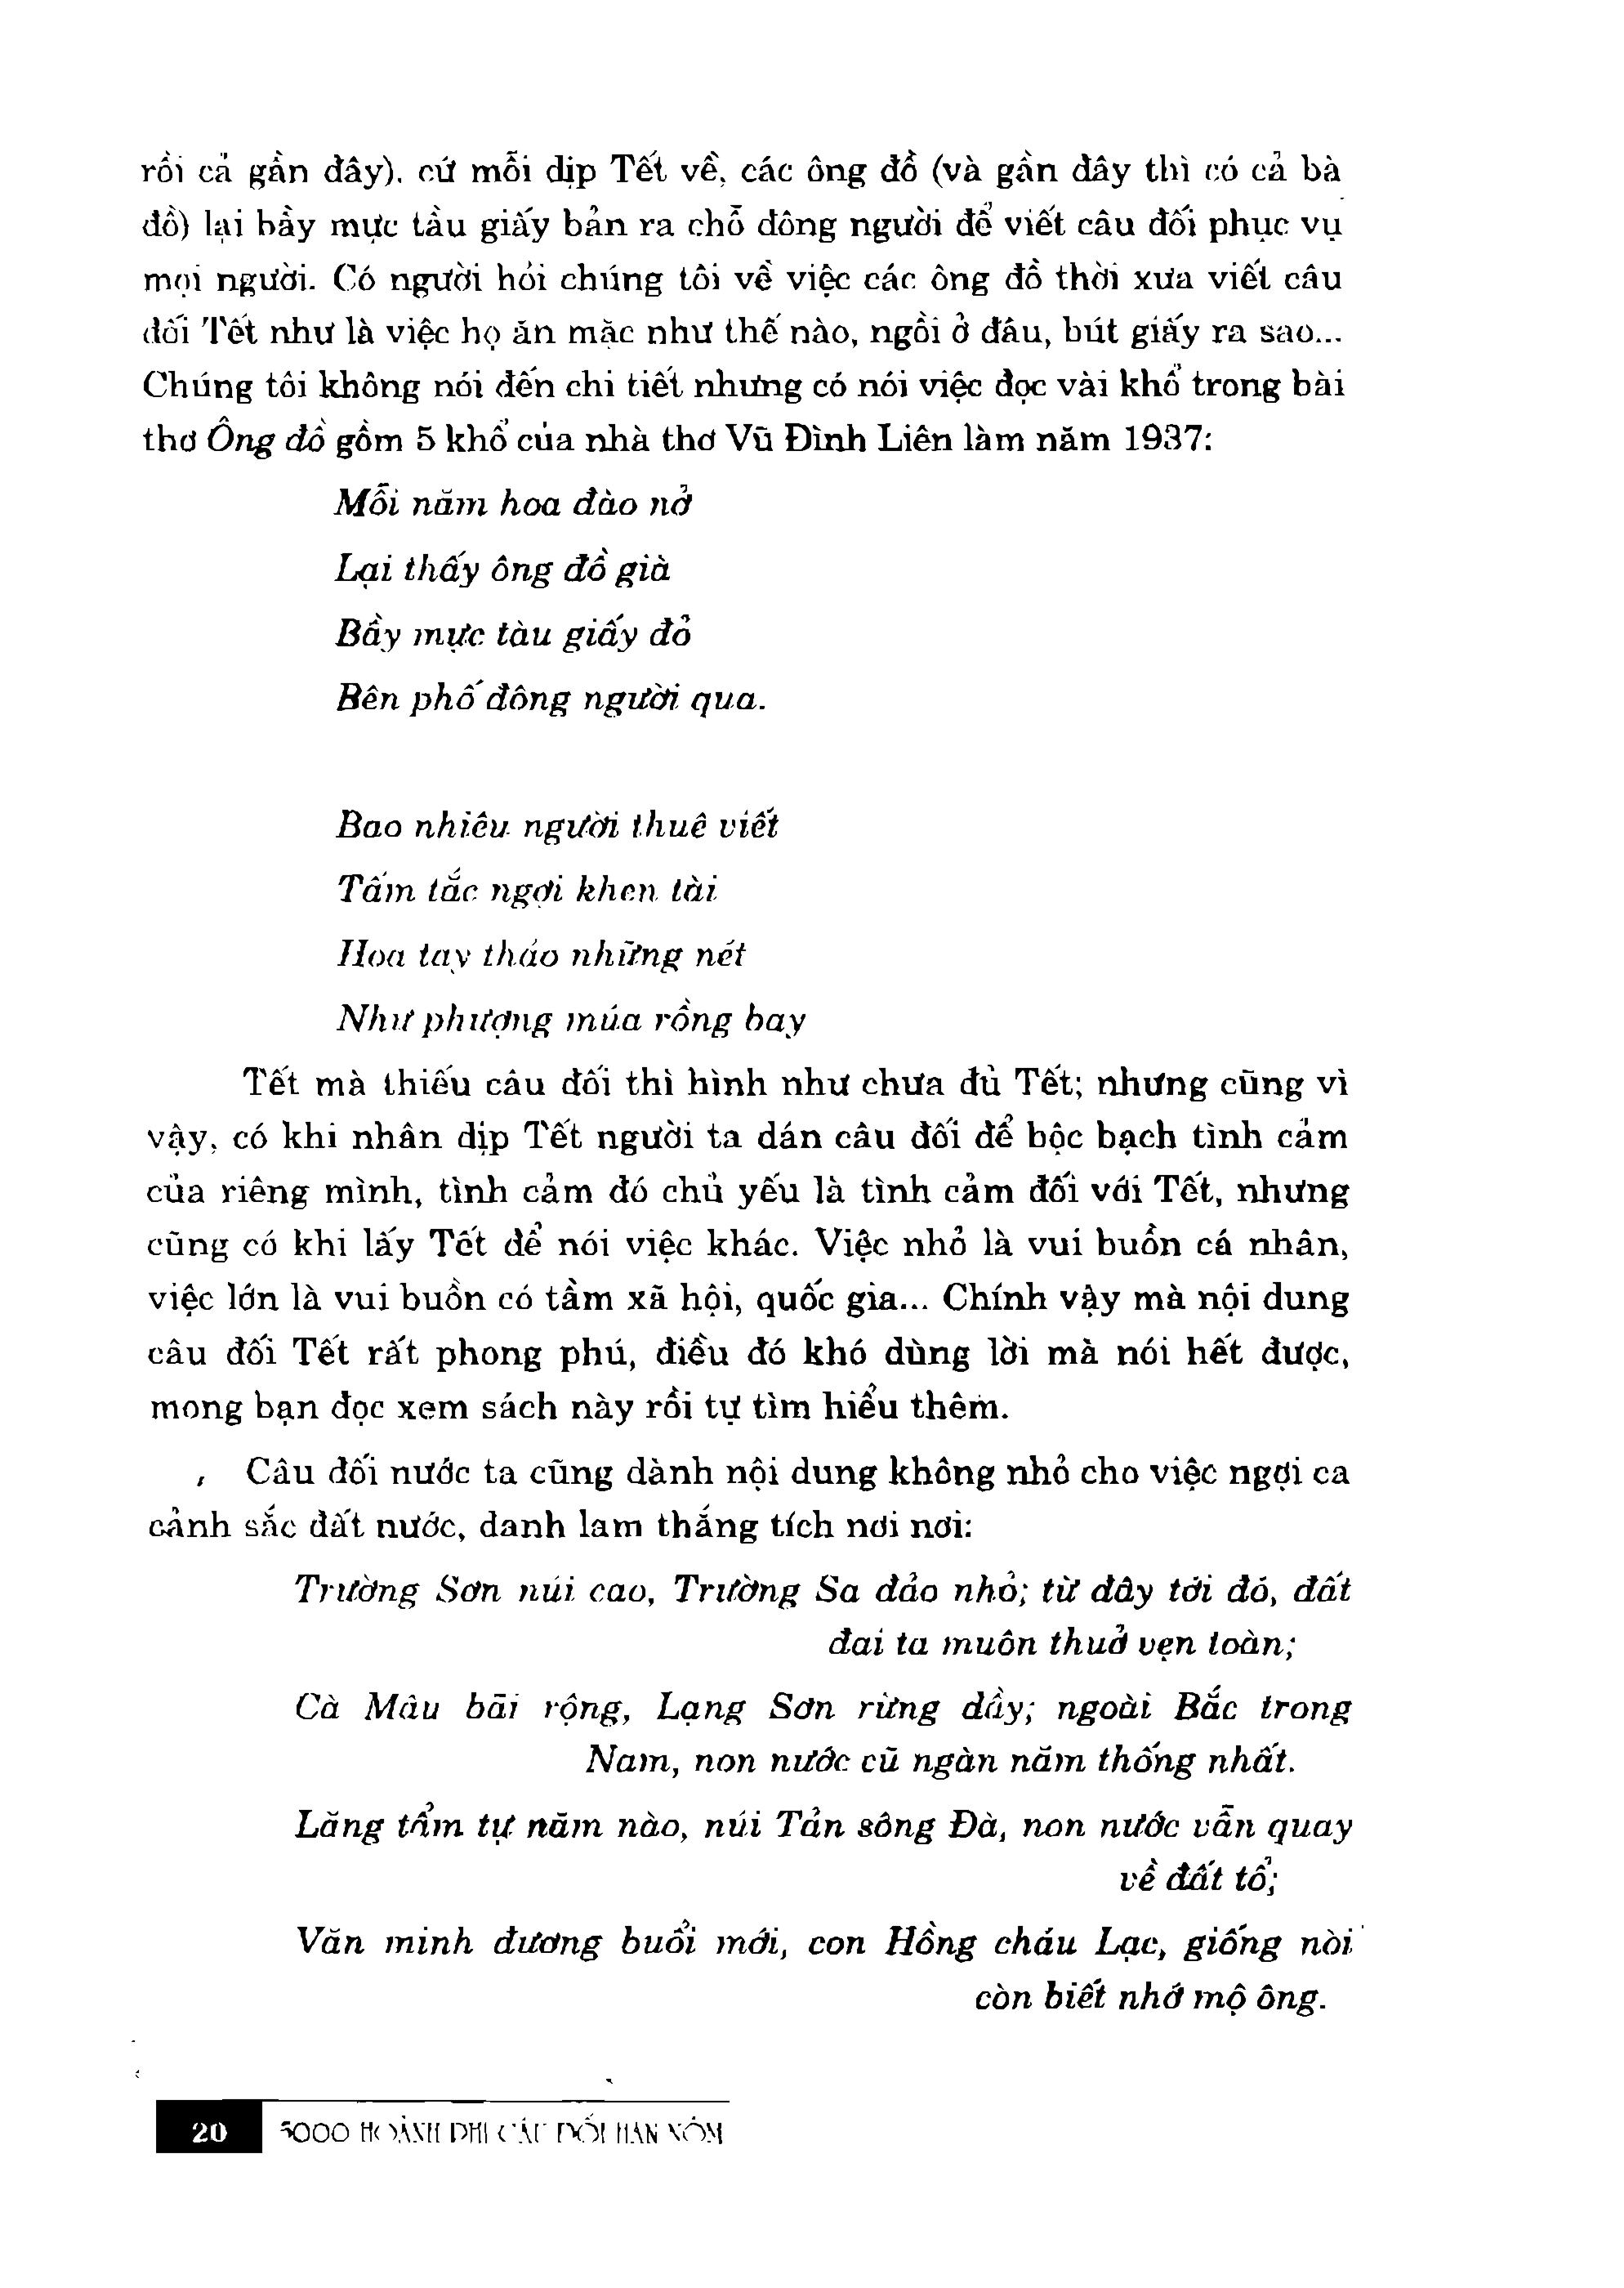 rồi cả gần đây), cứ mỗi dịp Tết về, các ông đồ (và gần đây thì có cả bà
đồ) lại bầy mực tầu giấy bản ra chỗ đông người để viết câu đối phục vụ
mọi người. Có người hỏi chúng tôi về việc các ông đồ thời xưa viết câu
đối Tết như là việc họ ăn mặc như thế nào, ngồi ở đâu, bút giấy ra sao...
Chúng tôi không nói đến chi tiết nhưng có nói việc đọc vài khổ trong bài
thơ Ông đồ gồm 5 khổ của nhà thơ Vũ Đình Liên làm năm 1937:
Mỗi năm hoa đào nở
Lại thấy ông đồ già
Bầy mực tàu giấy đỏ
Bên phố đông người qua.
Bao nhiêu người thuê viết
Tấm tắc ngợi khen tài
Hoa tay thảo những nét
Như phượng múa rồng bay
Tết mà thiếu câu đối thì hình như chưa đủ Tết; nhưng cũng vì
vậy, có khi nhân dịp Tết người ta dán câu đối để bộc bạch tình cảm
của riêng mình, tình cảm đó chủ yếu là tình cảm đối với Tết, nhưng
cũng có khi lấy Tết để nói việc khác. Việc nhỏ là vui buồn cá nhân,
việc lớn là vui buồn có tầm xã hội, quốc gia... Chính vậy mà nội dung
câu đối Tết rất phong phú, điều đó khó dùng lời mà nói hết được,
mong bạn đọc xem sách này rồi tự tìm hiểu thêm.
Câu đối nước ta cũng dành nội dung không nhỏ cho việc ngợi ca
cảnh sắc đất nước, danh lam thắng tích nơi nơi:
Trường Sơn núi cao, Trường Sa đảo nhỏ; từ đây tới đó, đất
đai ta muôn thuở vẹn toàn;
Cà Mâu bãi rộng, Lạng Sơn rừng dầy; ngoài Bắc trong
Nam, non nước cũ ngàn năm thống nhất.
Lăng tẩm tự năm nào, núi Tản sông Đà, non nước vẫn quay
về đất tổ;
Văn minh đương buổi mới, con Hồng cháu Lạc, giống nòi
còn biết nhớ mộ ông.
20 5000 HOÀNH PHI CÂU ĐỐI HÁN NÔM